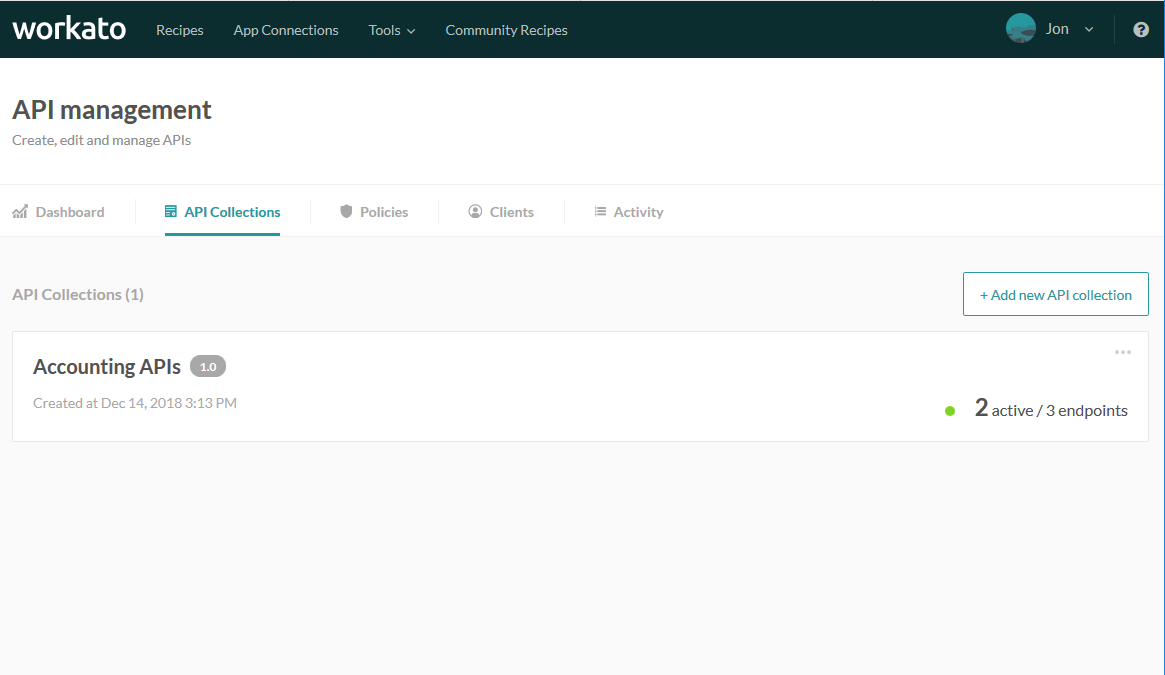 workato Recipes App Connections Tools Community Recipes Jon ?
API management
Create, edit and manage APIs
Dashboard API Collections Policies Clients Activity
API Collections (1) + Add new API collection
Accounting APIs 1.0
Created at Dec 14, 2018 3:13 PM
2 active / 3 endpoints